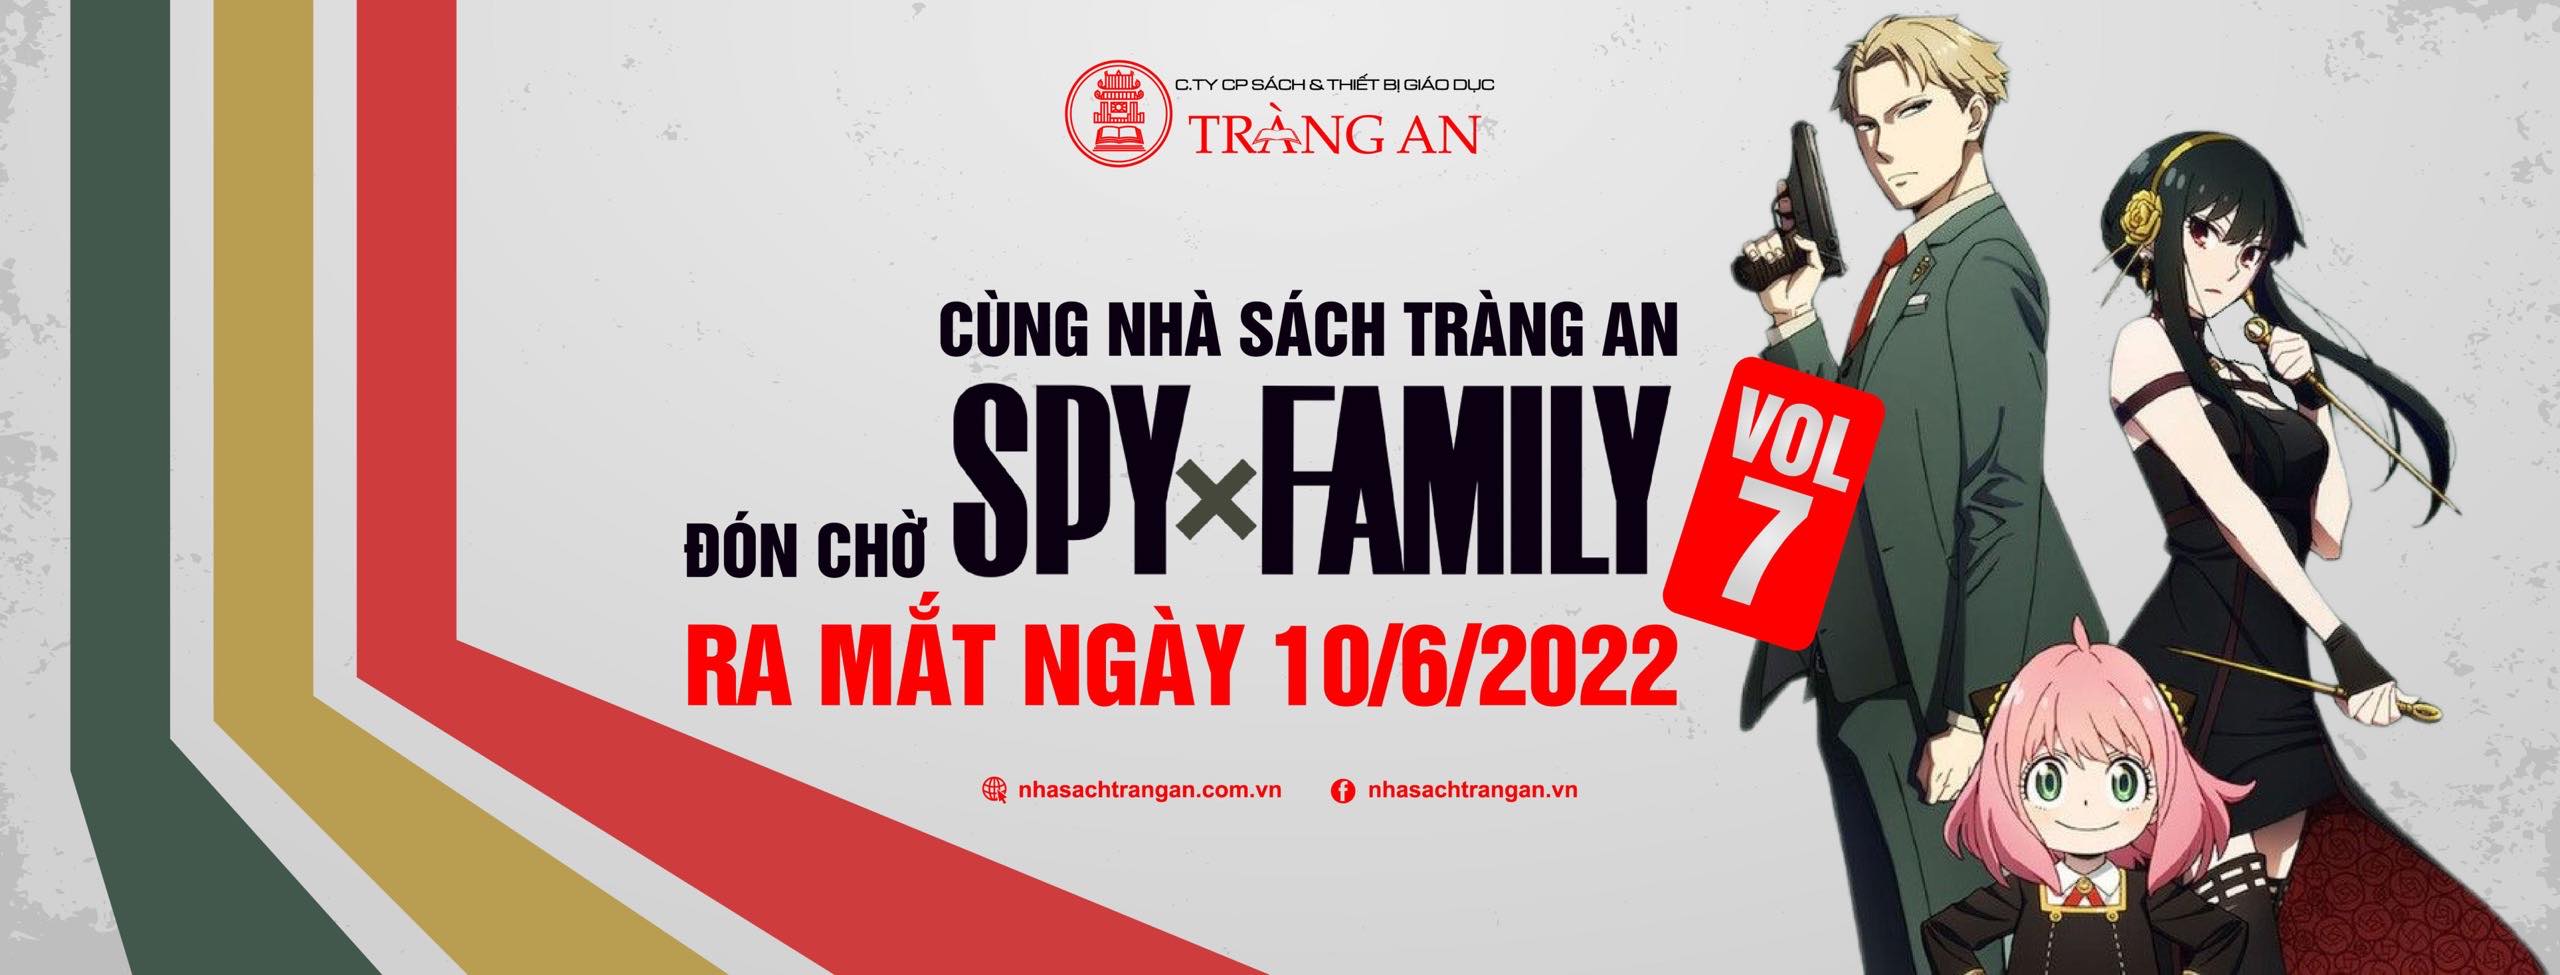 C.TY CP SÁCH & THIẾT BỊ GIÁO DỤC
TRÀNG AN
CÙNG NHÀ SÁCH TRÀNG AN
ĐÓN CHỜ SPY×FAMILY
VOL
7
RA MẮT NGÀY 10/6/2022
nhasachtrangan.com.vn
nhasachtrangan.vn